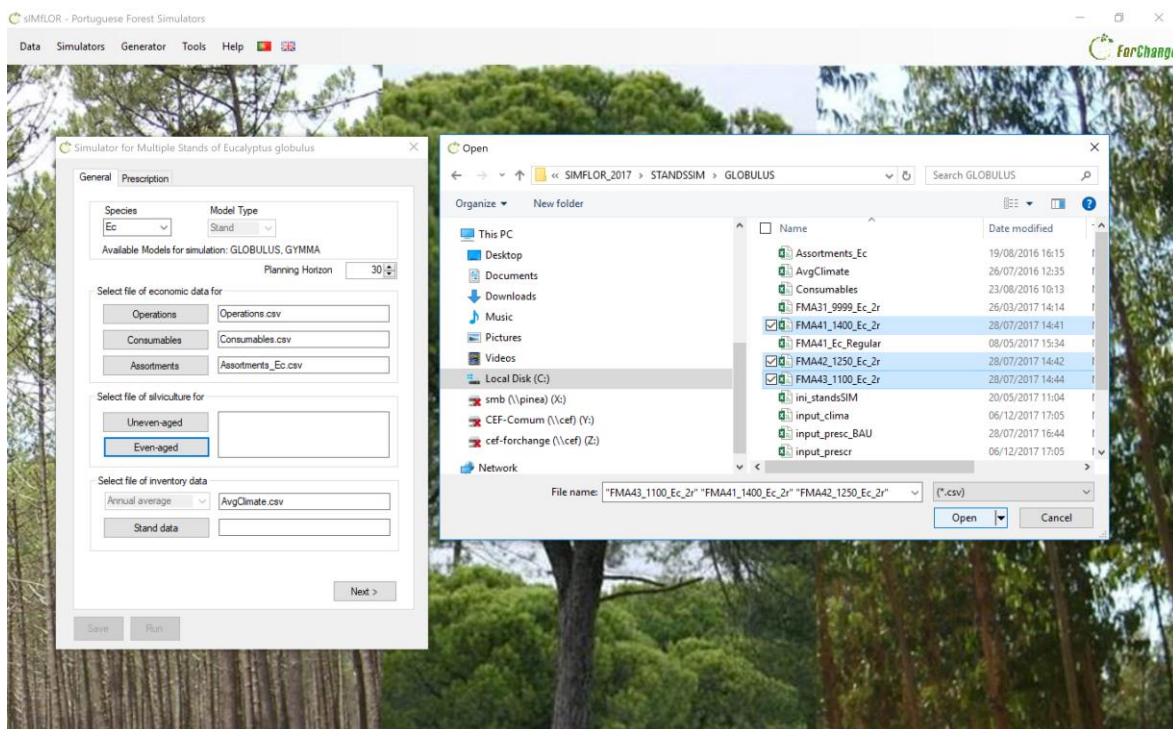 sIMfLOR - Portuguese Forest Simulators
Data Simulators Generator Tools Help
ForChange
Simulator for Multiple Stands of Eucalyptus globulus
General Prescription
Species Model Type
Ec Stand
Available Models for simulation: GLOBULUS, GYMMA
Planning Horizon 30
Select file of economic data for
Operations Operations.csv
Consumables Consumables.csv
Assortments Assortments_Ec.csv
Select file of silviculture for
Uneven-aged
Even-aged
Select file of inventory data
Annual average AvgClimate.csv
Stand data
Next >
Save Run
Open
« SIMFLOR_2017 > STANDSSIM > GLOBULUS Search GLOBULUS
Organize New folder
This PC
Desktop
Documents
Downloads
Music
Pictures
Videos
Local Disk (C:)
smb (\\pinea) (X:)
CEF-Comum (\\cef) (Y:)
cef-forchange (\\cef) (Z:)
Network
Name Date modified
Assortments_Ec 19/08/2016 16:15
AvgClimate 26/07/2016 12:35
Consumables 23/08/2016 10:13
FMA31_9999_Ec_2r 26/03/2017 14:14
FMA41_1400_Ec_2r 28/07/2017 14:41
FMA41_Ec_Regular 08/05/2017 15:34
FMA42_1250_Ec_2r 28/07/2017 14:42
FMA43_1100_Ec_2r 28/07/2017 14:44
ini_standsSIM 20/05/2017 11:04
input_clima 06/12/2017 17:05
input_presc_BAU 28/07/2017 16:44
input_prescr 06/12/2017 17:05
File name: "FMA43_1100_Ec_2r" "FMA41_1400_Ec_2r" "FMA42_1250_Ec_2r" (*.csv)
Open Cancel